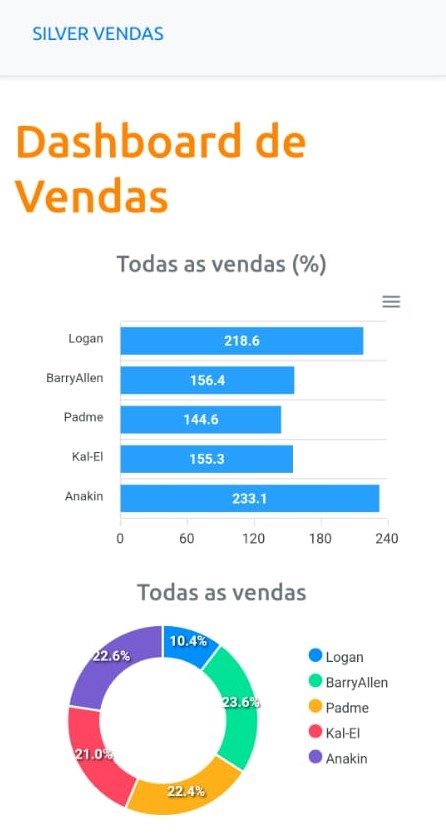 SILVER VENDAS
Dashboard de
Vendas
Todas as vendas (%)
Logan
218.6
BarryAllen
156.4
Padme
144.6
Kal-El
155.3
Anakin
233.1
0 60 120 180 240
Todas as vendas
10.4%
23.6%
22.4%
21.0%
22.6%
Logan
BarryAllen
Padme
Kal-El
Anakin